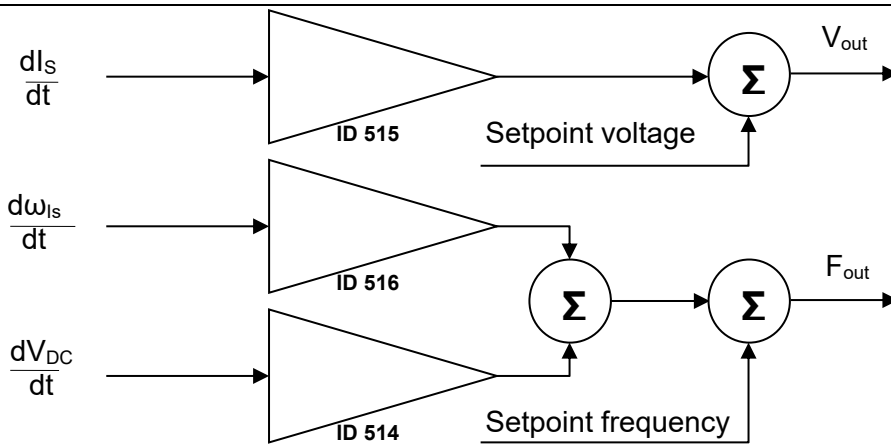 dI_S
dt
ID 515
Σ
V_out
Setpoint voltage
dω_Is
dt
ID 516
Σ
Σ
F_out
dV_DC
dt
ID 514
Setpoint frequency